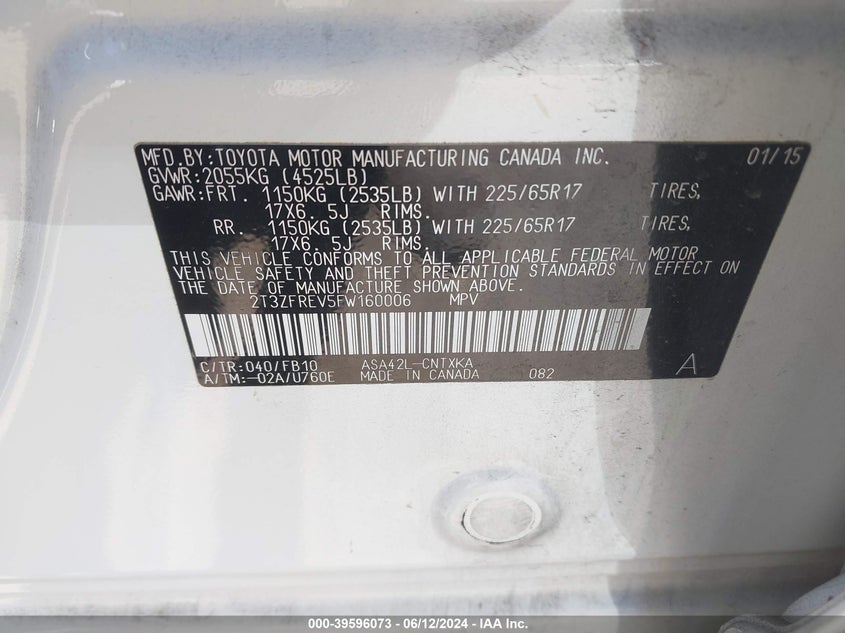 MFD.BY:TOYOTA MOTOR MANUFACTURING CANADA INC. 01/15
GVWR:2055KG (4525LB)
GAWR:FRT. 1150KG (2535LB) WITH 225/65R17 TIRES,
17X6. 5J RIMS.
RR. 1150KG (2535LB) WITH 225/65R17 TIRES,
17X6. 5J RIMS.
THIS VEHICLE CONFORMS TO ALL APPLICABLE FEDERAL MOTOR
VEHICLE SAFETY AND THEFT PREVENTION STANDARDS IN EFFECT ON
THE DATE OF MANUFACTURE SHOWN ABOVE.
2T3ZFREV5FW160006 MPV
C/TR:040/FB10 ASA42L-CNTXKA
A/TM:-02A/U760E MADE IN CANADA 082 A
000-39596073 - 06/12/2024 - IAA Inc.